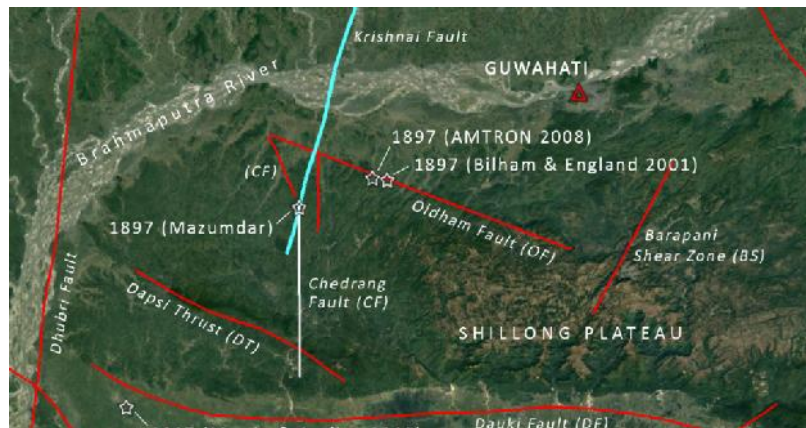 Krishnai Fault
GUWAHATI
Brahmaputra River
1897 (AMTRON 2008)
1897 (Bilham & England 2001)
(CF)
Oldham Fault (OF)
1897 (Mazumdar)
Barapani
Shear Zone (BS)
Chedrang
Fault (CF)
Dhubri Fault
Dapsi Thrust (DT)
SHILLONG PLATEAU
Dauki Fault (DF)